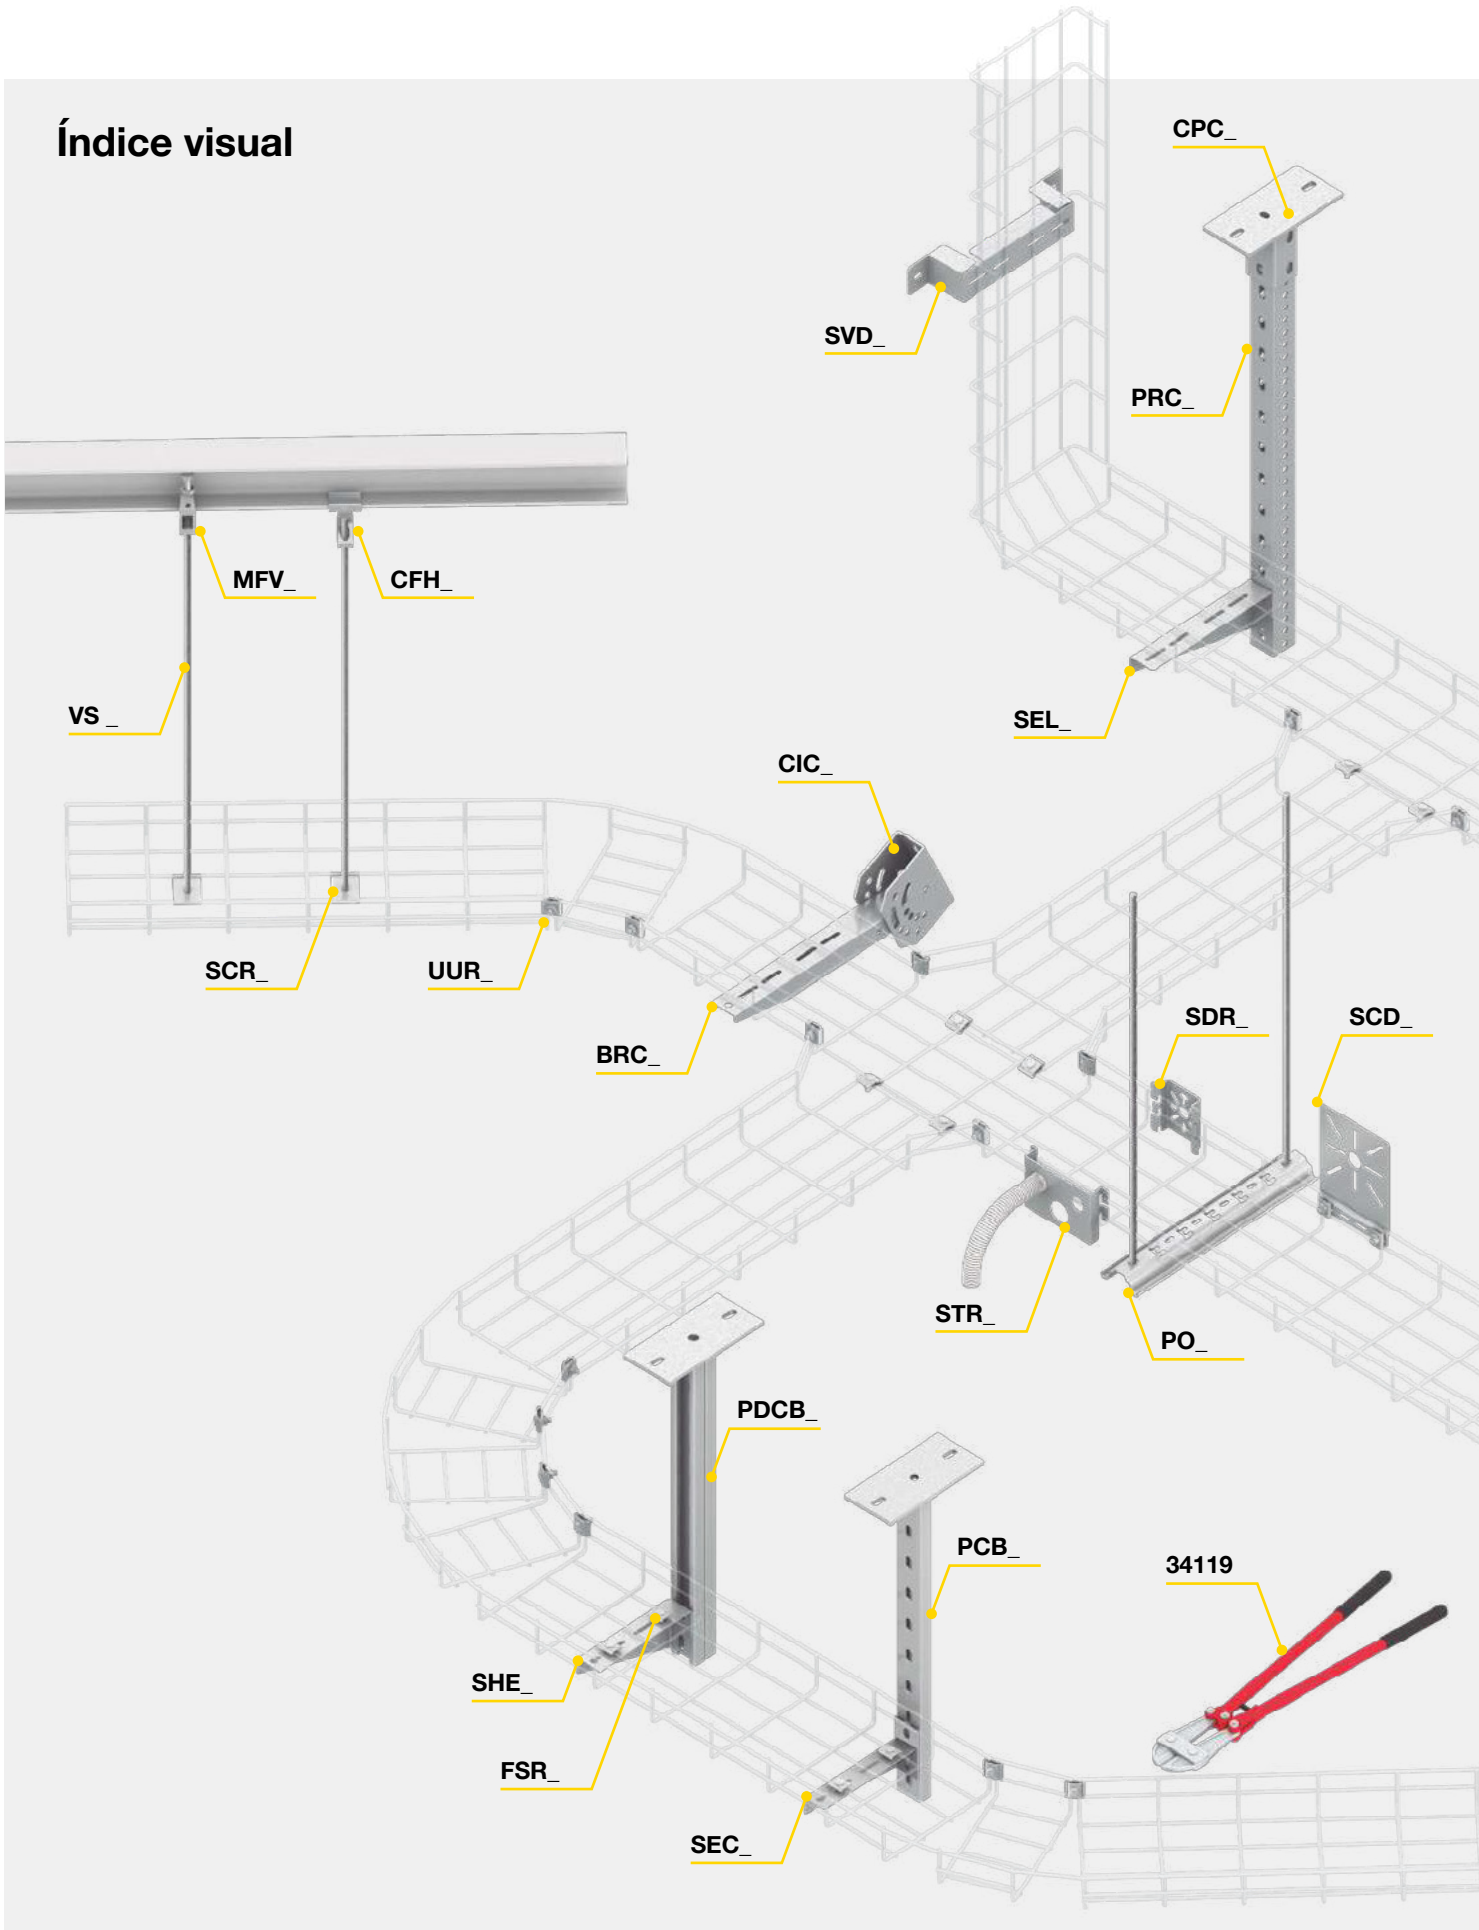 Índice visual
CPC_
SVD_
PRC_
MFV_
CFH_
VS _
SEL_
CIC_
SCR_
UUR_
BRC_
SDR_
SCD_
STR_
PO_
PDCB_
PCB_
34119
SHE_
FSR_
SEC_